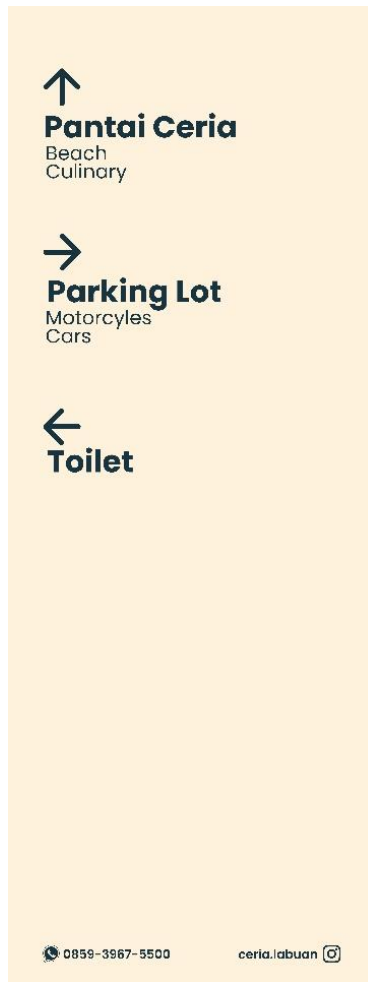 Pantai Ceria
Beach
Culinary
Parking Lot
Motorcyles
Cars
Toilet
0859-3967-5500 ceria.labuan